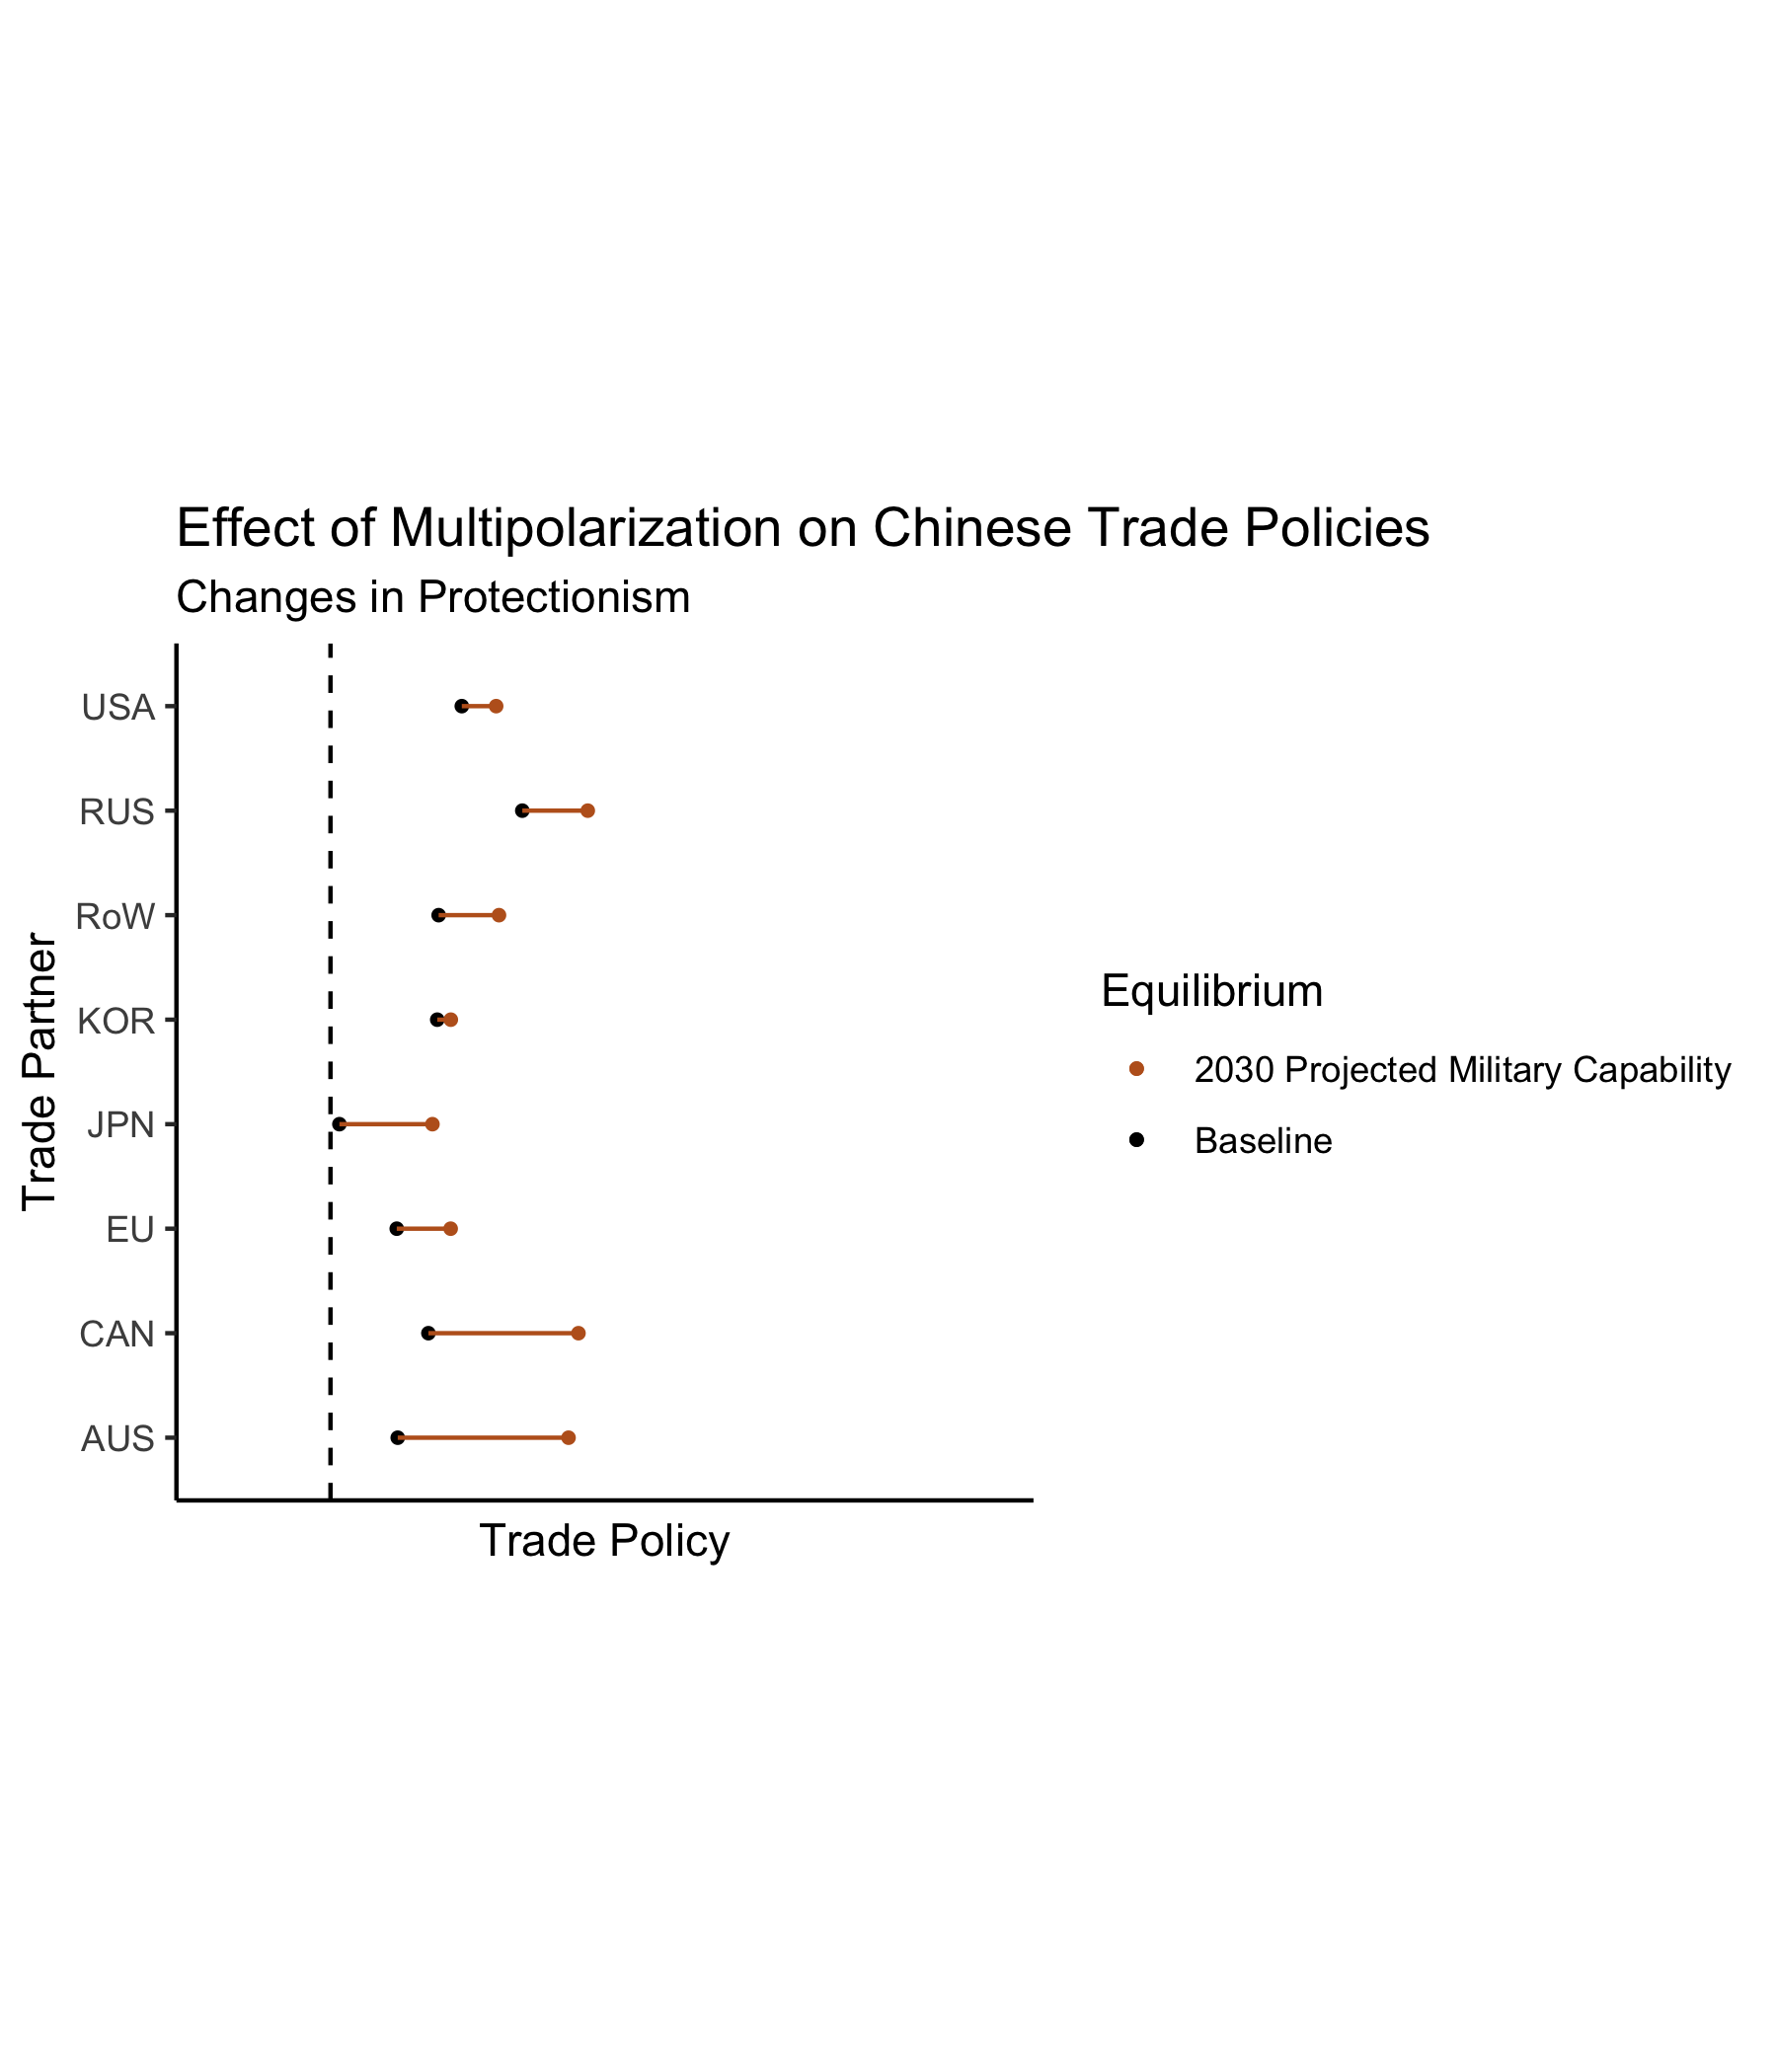 Effect of Multipolarization on Chinese Trade Policies
Changes in Protectionism
Trade Partner
USA
RUS
RoW
KOR
JPN
EU
CAN
AUS
Trade Policy
Equilibrium
2030 Projected Military Capability
Baseline